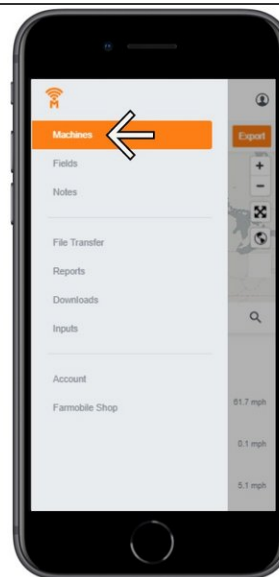 Machines
Export
Fields
+
Notes
-
File Transfer
Reports
Downloads
Inputs
Account
Farmobile Shop
61.7 mph
0.1 mph
5.1 mph